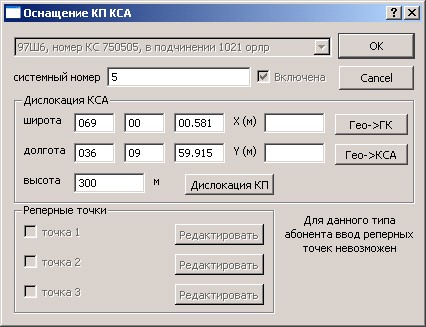 Оснащение КП КСА
97Ш6, номер КС 750505, в подчинении 1021 орлр
OK
системный номер 5 Включена Cancel
Дислокация КСА
широта 069 00 00.581 X (м) Гео->ГК
долгота 036 09 59.915 Y (м) Гео->КСА
высота 300 м Дислокация КП
Реперные точки
точка 1 Редактировать
точка 2 Редактировать
точка 3 Редактировать
Для данного типа
абонента ввод реперных
точек невозможен